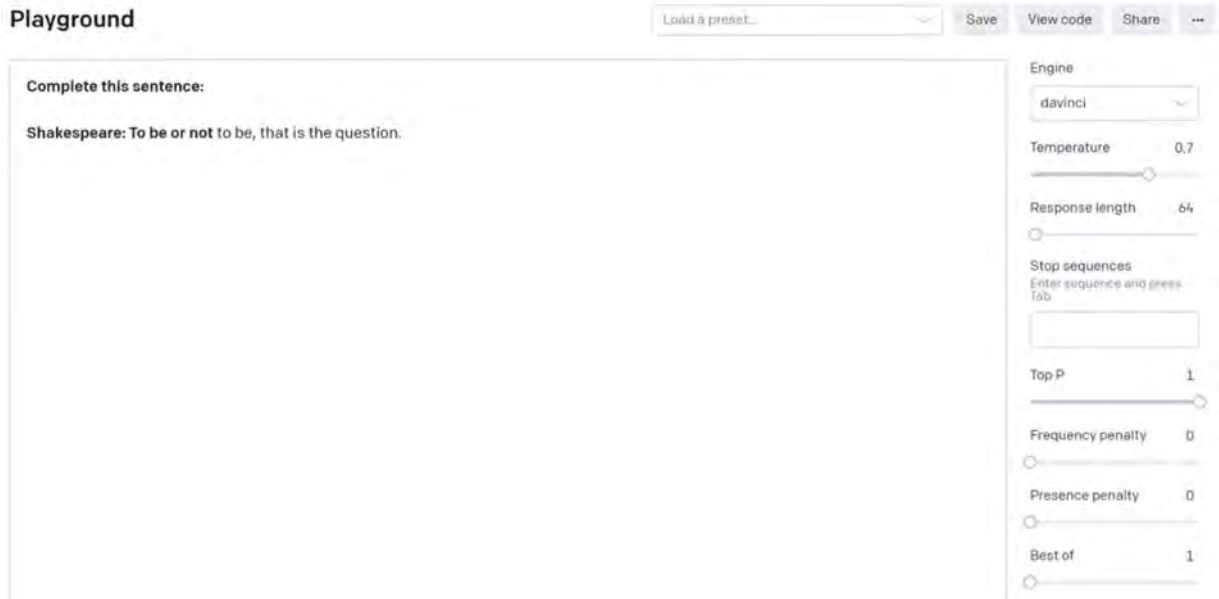 Playground
Load a preset...
Save
View code
Share
...
Complete this sentence:
Shakespeare: To be or not to be, that is the question.
Engine
davinci
Temperature 0.7
Response length 64
Stop sequences
Enter sequence and press
Tab
Top P 1
Frequency penalty 0
Presence penalty 0
Best of 1